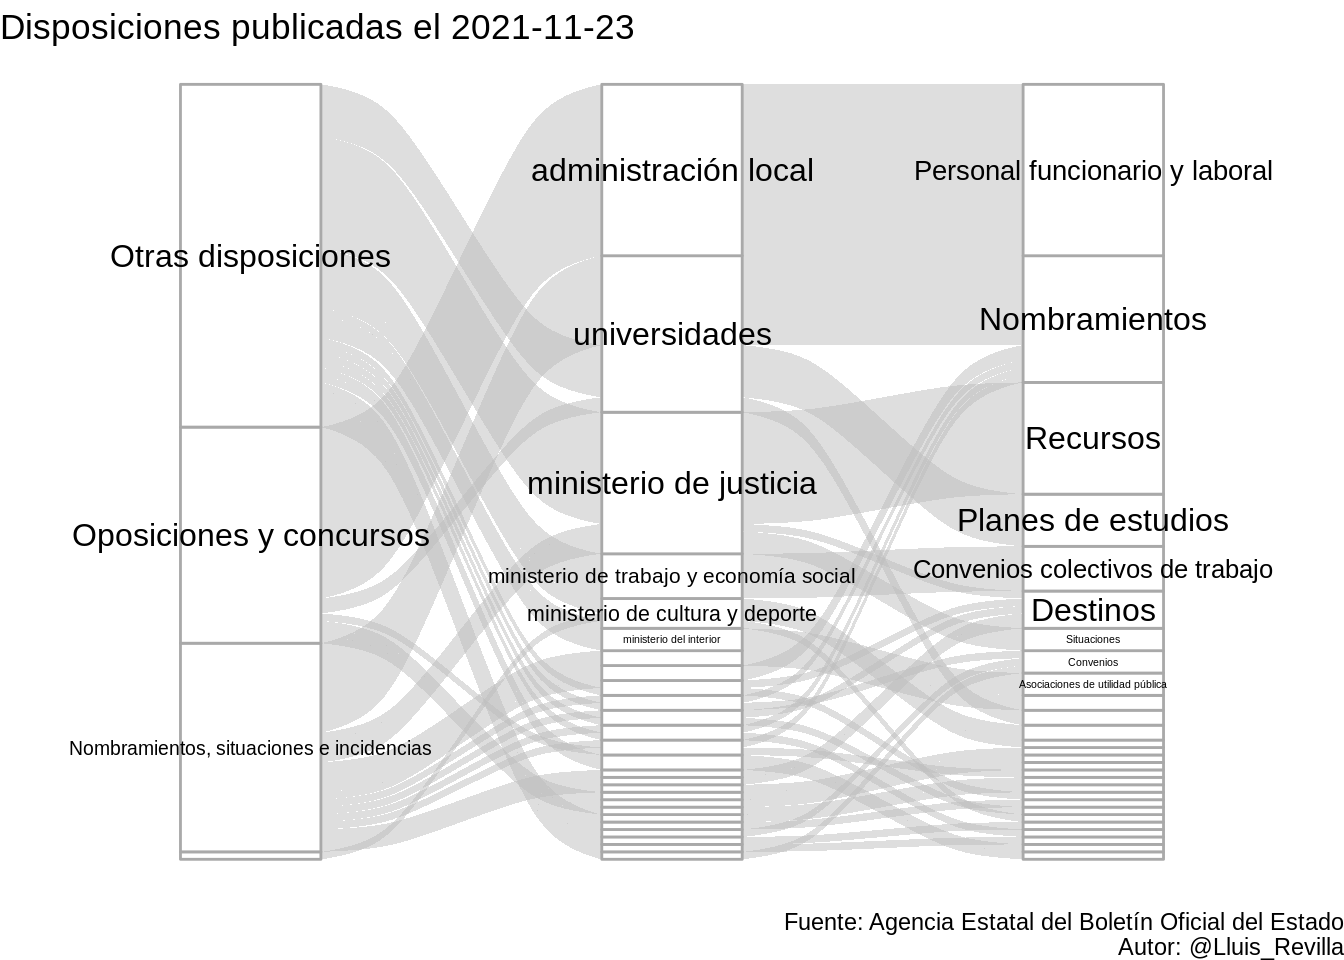 Disposiciones publicadas el 2021-11-23
Otras disposiciones
Oposiciones y concursos
Nombramientos, situaciones e incidencias
administración local
universidades
ministerio de justicia
ministerio de trabajo y economía social
ministerio de cultura y deporte
ministerio del interior
Personal funcionario y laboral
Nombramientos
Recursos
Planes de estudios
Convenios colectivos de trabajo
Destinos
Situaciones
Convenios
Asociaciones de utilidad pública
Fuente: Agencia Estatal del Boletín Oficial del Estado
Autor: @Lluis_Revilla